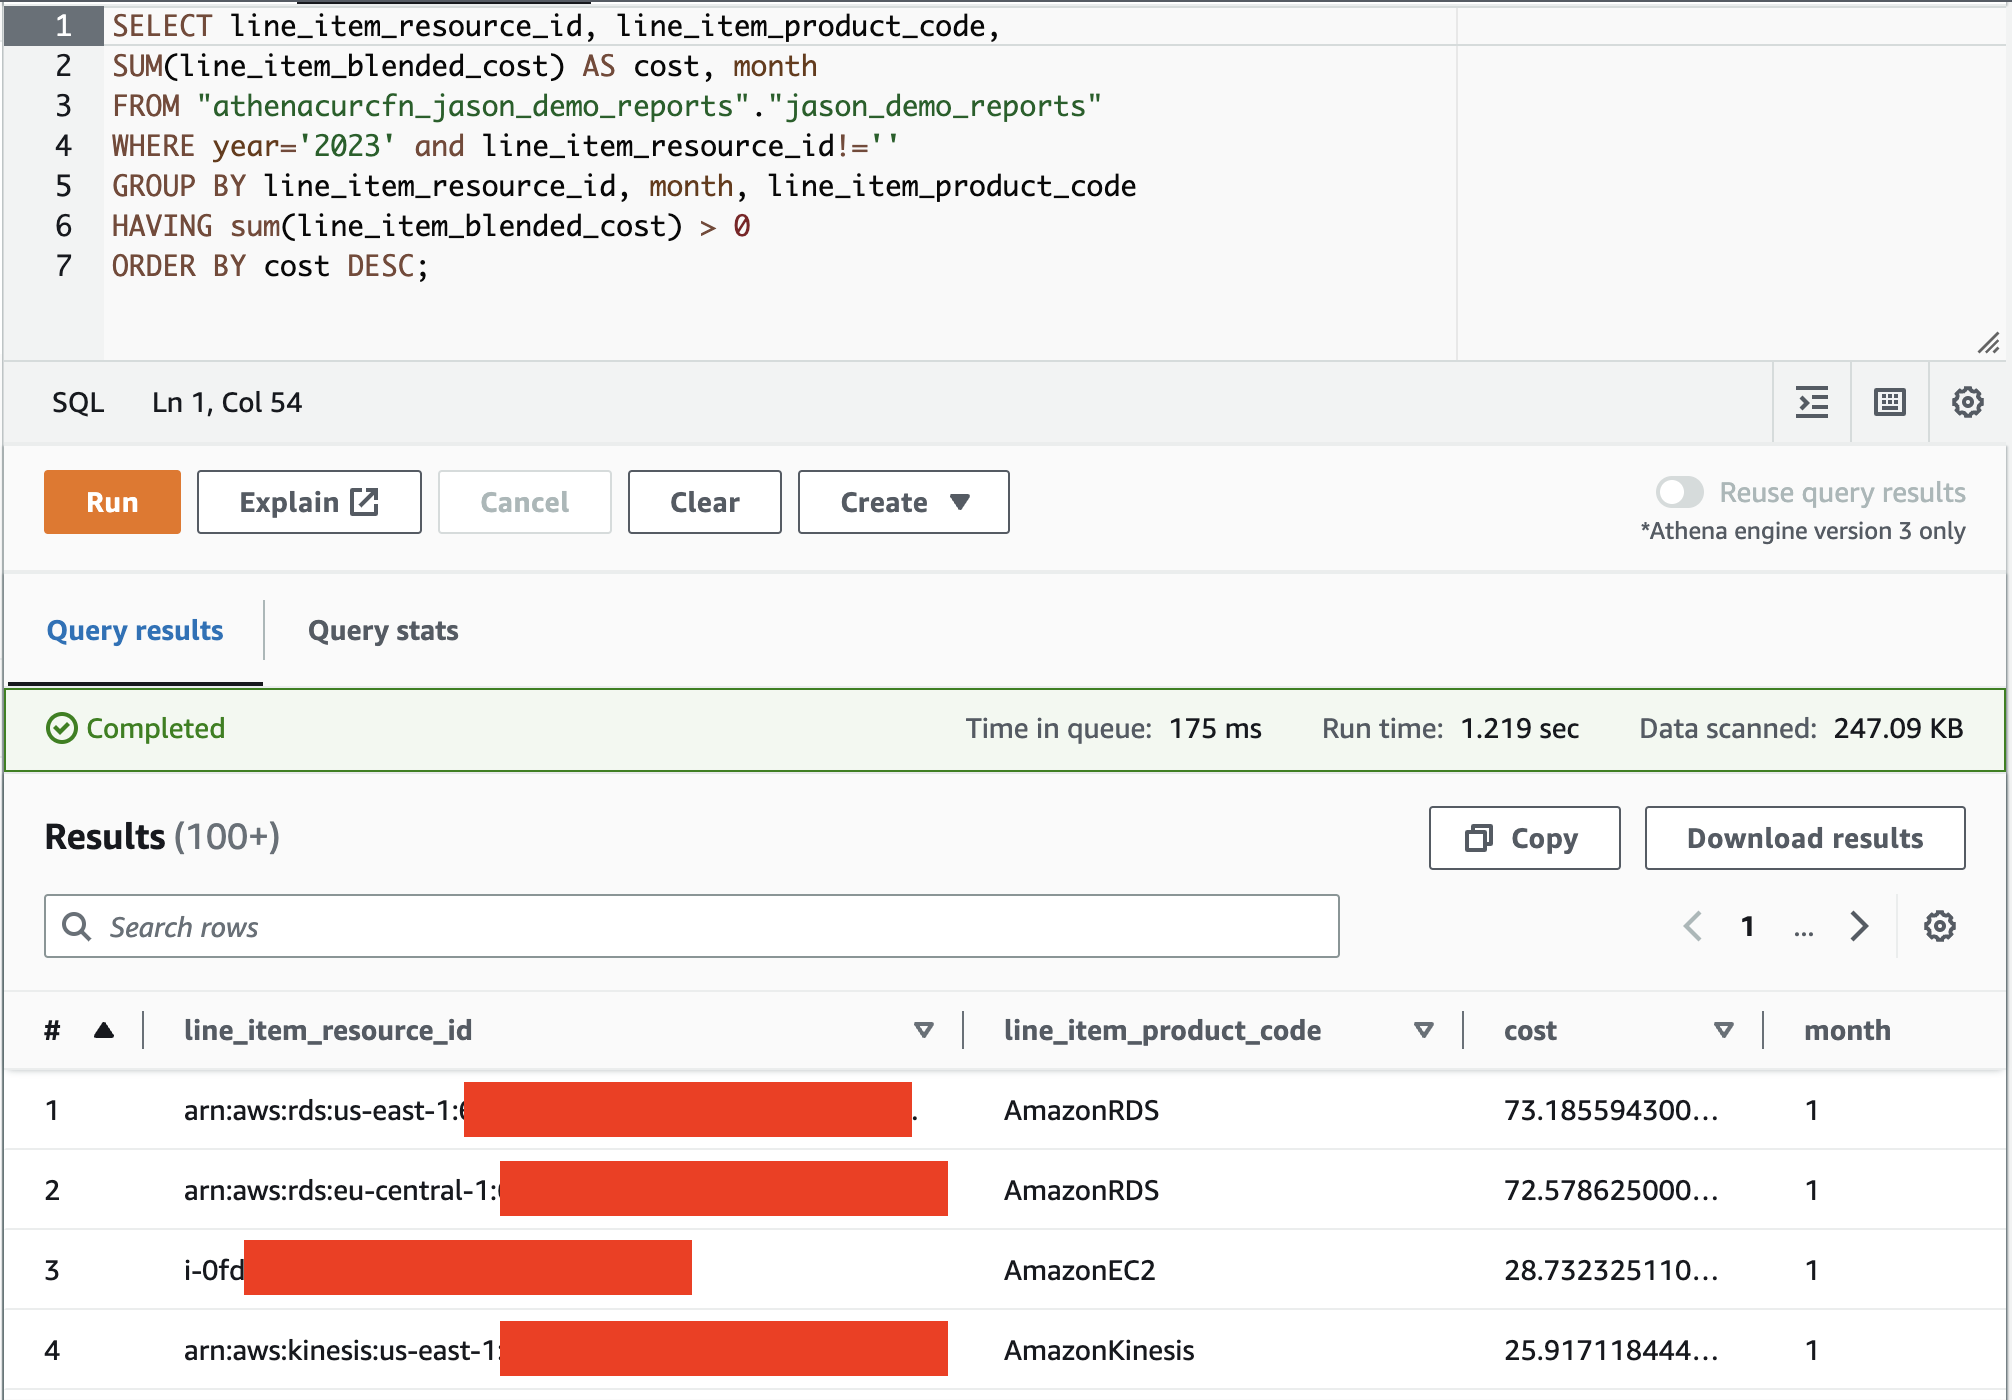 1 SELECT line_item_resource_id, line_item_product_code,
2 SUM(line_item_blended_cost) AS cost, month
3 FROM "athenacurcfn_jason_demo_reports"."jason_demo_reports"
4 WHERE year='2023' and line_item_resource_id!=''
5 GROUP BY line_item_resource_id, month, line_item_product_code
6 HAVING sum(line_item_blended_cost) > 0
7 ORDER BY cost DESC;
SQL Ln 1, Col 54
Run Explain Cancel Clear Create
Reuse query results
*Athena engine version 3 only
Query results Query stats
Completed Time in queue: 175 ms Run time: 1.219 sec Data scanned: 247.09 KB
Results (100+) Copy Download results
Search rows 1 ...
# line_item_resource_id line_item_product_code cost month
1 arn:aws:rds:us-east-1: . AmazonRDS 73.185594300... 1
2 arn:aws:rds:eu-central-1: AmazonRDS 72.578625000... 1
3 i-0fd AmazonEC2 28.732325110... 1
4 arn:aws:kinesis:us-east-1: AmazonKinesis 25.917118444... 1